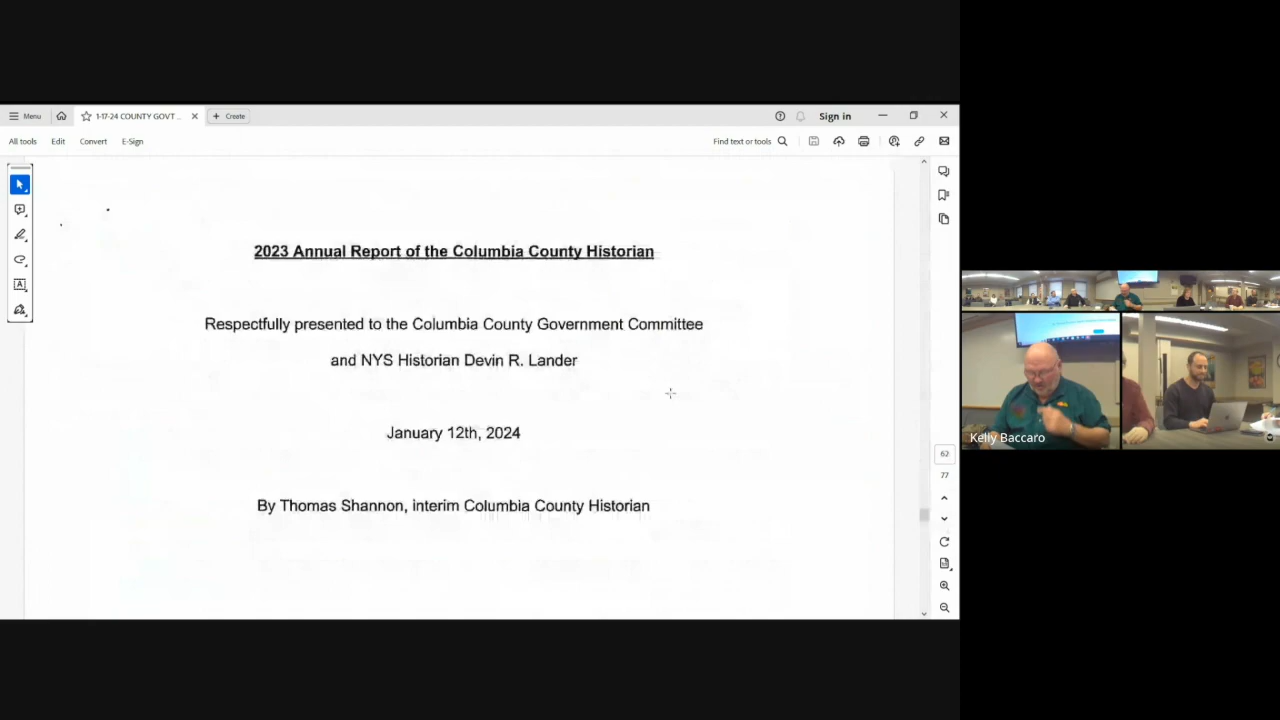 Menu
1-17-24 COUNTY GOVT ...
Create
Sign in
All tools
Edit
Convert
E-Sign
Find text or tools
2023 Annual Report of the Columbia County Historian
Respectfully presented to the Columbia County Government Committee
and NYS Historian Devin R. Lander
January 12th, 2024
By Thomas Shannon, interim Columbia County Historian
62
77
Kelly Baccaro